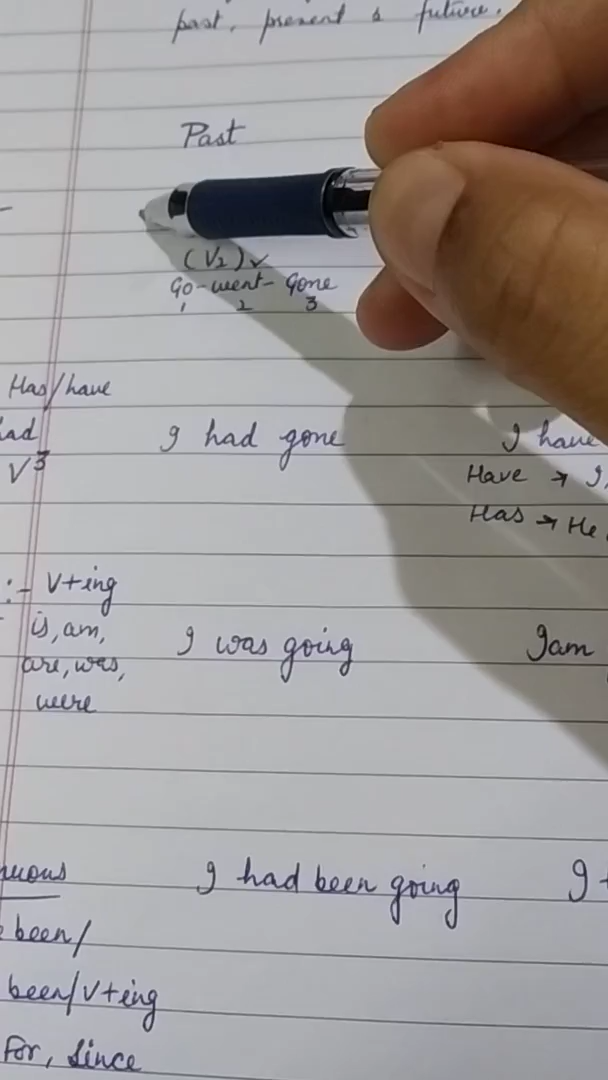 past, present & future.
Past
(V2) ✓
Go-went-Gone
1 2 3
Has/have
V3
I had gone
I have
Have → I,
Has → He
:- V+ing
is, am,
are, was,
were
I was going
I am
I had been going
I
been/
been/V+ing
For, Since